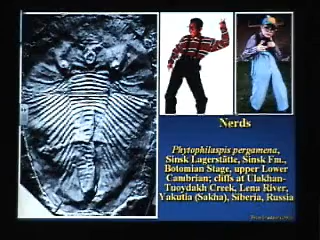 Nerds
Phytophilaspis pergamena,
Sinsk Lagerstätte, Sinsk Fm.,
Botomian Stage, upper Lower
Cambrian; cliffs at Ulakhan-
Tuoydakh Creek, Lena River,
Yakutia (Sakha), Siberia, Russia